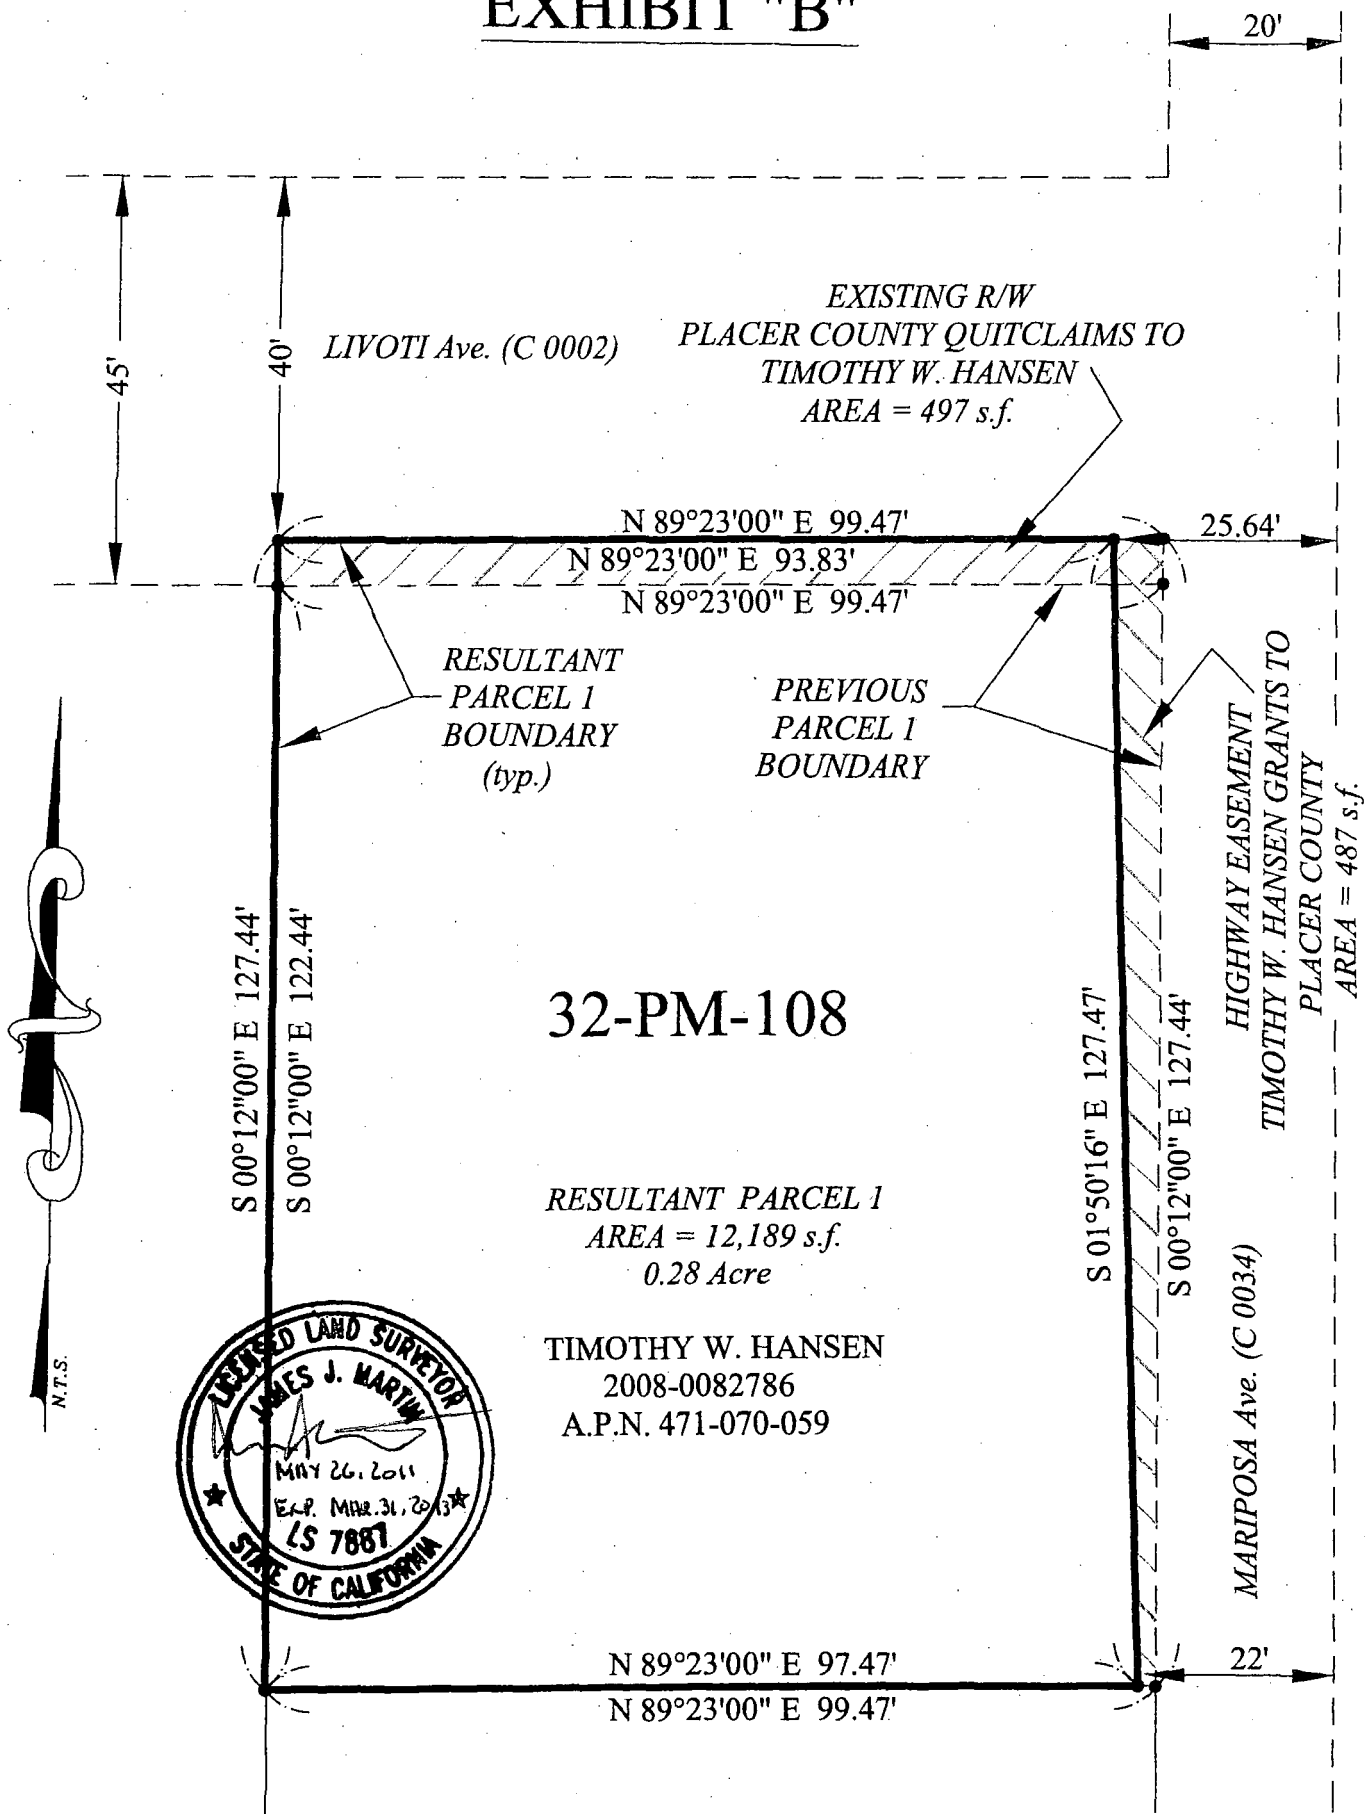 EXHIBIT "B"
20'
45'
40'
LIVOTI Ave. (C 0002)
EXISTING R/W
PLACER COUNTY QUITCLAIMS TO
TIMOTHY W. HANSEN
AREA = 497 s.f.
N 89°23'00" E 99.47'
25.64'
N 89°23'00" E 93.83'
N 89°23'00" E 99.47'
RESULTANT
PARCEL 1
BOUNDARY
(typ.)
PREVIOUS
PARCEL 1
BOUNDARY
HIGHWAY EASEMENT
TIMOTHY W. HANSEN GRANTS TO
PLACER COUNTY
AREA = 487 s.f.
S 00°12'00" E 127.44'
S 00°12'00" E 122.44'
32-PM-108
S 01°50'16" E 127.47'
S 00°12'00" E 127.44'
RESULTANT PARCEL 1
AREA = 12,189 s.f.
0.28 Acre
TIMOTHY W. HANSEN
2008-0082786
A.P.N. 471-070-059
MARIPOSA Ave. (C 0034)
N.T.S.
LICENSED LAND SURVEYOR
JAMES J. MARTIN
MAY 26, 2011
EXP. MAR. 31, 2013
LS 7887
STATE OF CALIFORNIA
N 89°23'00" E 97.47'
22'
N 89°23'00" E 99.47'